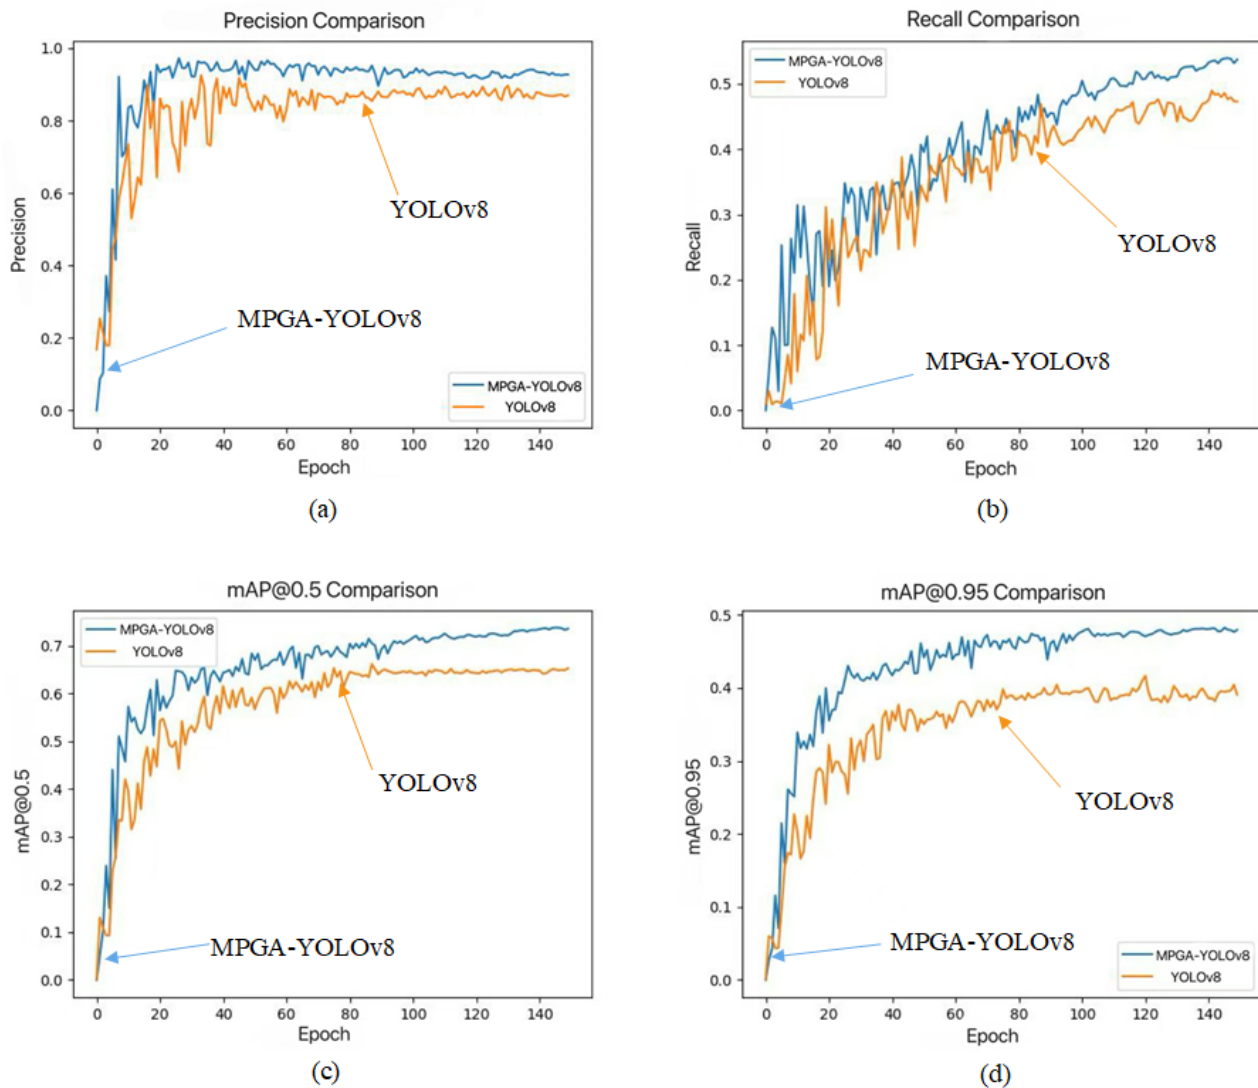 Precision Comparison
1.0
0.8
0.6
0.4
0.2
0.0
Precision
YOLOv8
MPGA-YOLOv8
MPGA-YOLOv8
YOLOv8
0 20 40 60 80 100 120 140
Epoch
(a)
Recall Comparison
MPGA-YOLOv8
YOLOv8
0.5
0.4
0.3
0.2
0.1
0.0
Recall
YOLOv8
MPGA-YOLOv8
0 20 40 60 80 100 120 140
Epoch
(b)
mAP@0.5 Comparison
MPGA-YOLOv8
YOLOv8
0.7
0.6
0.5
0.4
0.3
0.2
0.1
0.0
mAP@0.5
YOLOv8
MPGA-YOLOv8
0 20 40 60 80 100 120 140
Epoch
(c)
mAP@0.95 Comparison
0.5
0.4
0.3
0.2
0.1
0.0
mAP@0.95
YOLOv8
MPGA-YOLOv8
MPGA-YOLOv8
YOLOv8
0 20 40 60 80 100 120 140
Epoch
(d)